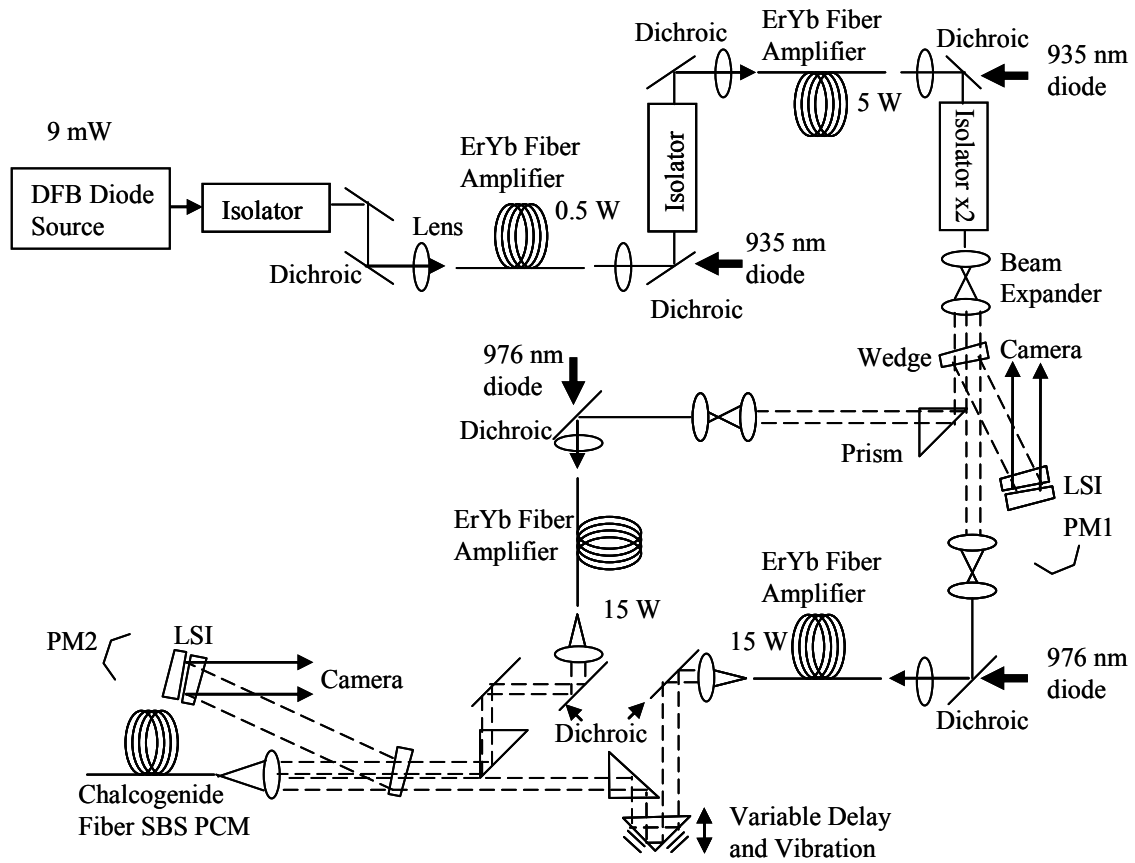 Dichroic
ErYb Fiber
Amplifier
5 W
Dichroic
935 nm
diode
9 mW
DFB Diode
Source
Isolator
Dichroic
Lens
ErYb Fiber
Amplifier
0.5 W
Isolator
935 nm
diode
Dichroic
Isolator x2
Beam
Expander
Wedge
Camera
976 nm
diode
Dichroic
Prism
LSI
PM1
ErYb Fiber
Amplifier
15 W
ErYb Fiber
Amplifier
15 W
976 nm
diode
Dichroic
PM2
LSI
Camera
Dichroic
Chalcogenide
Fiber SBS PCM
Variable Delay
and Vibration